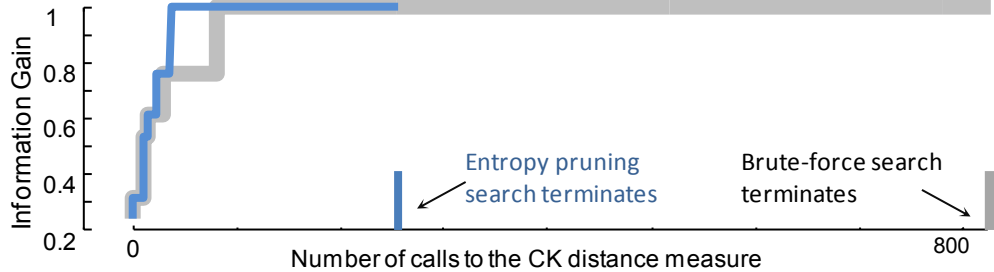 Information Gain
1
0.8
0.6
0.4
0.2
Entropy pruning
search terminates
Brute-force search
terminates
0
800
Number of calls to the CK distance measure